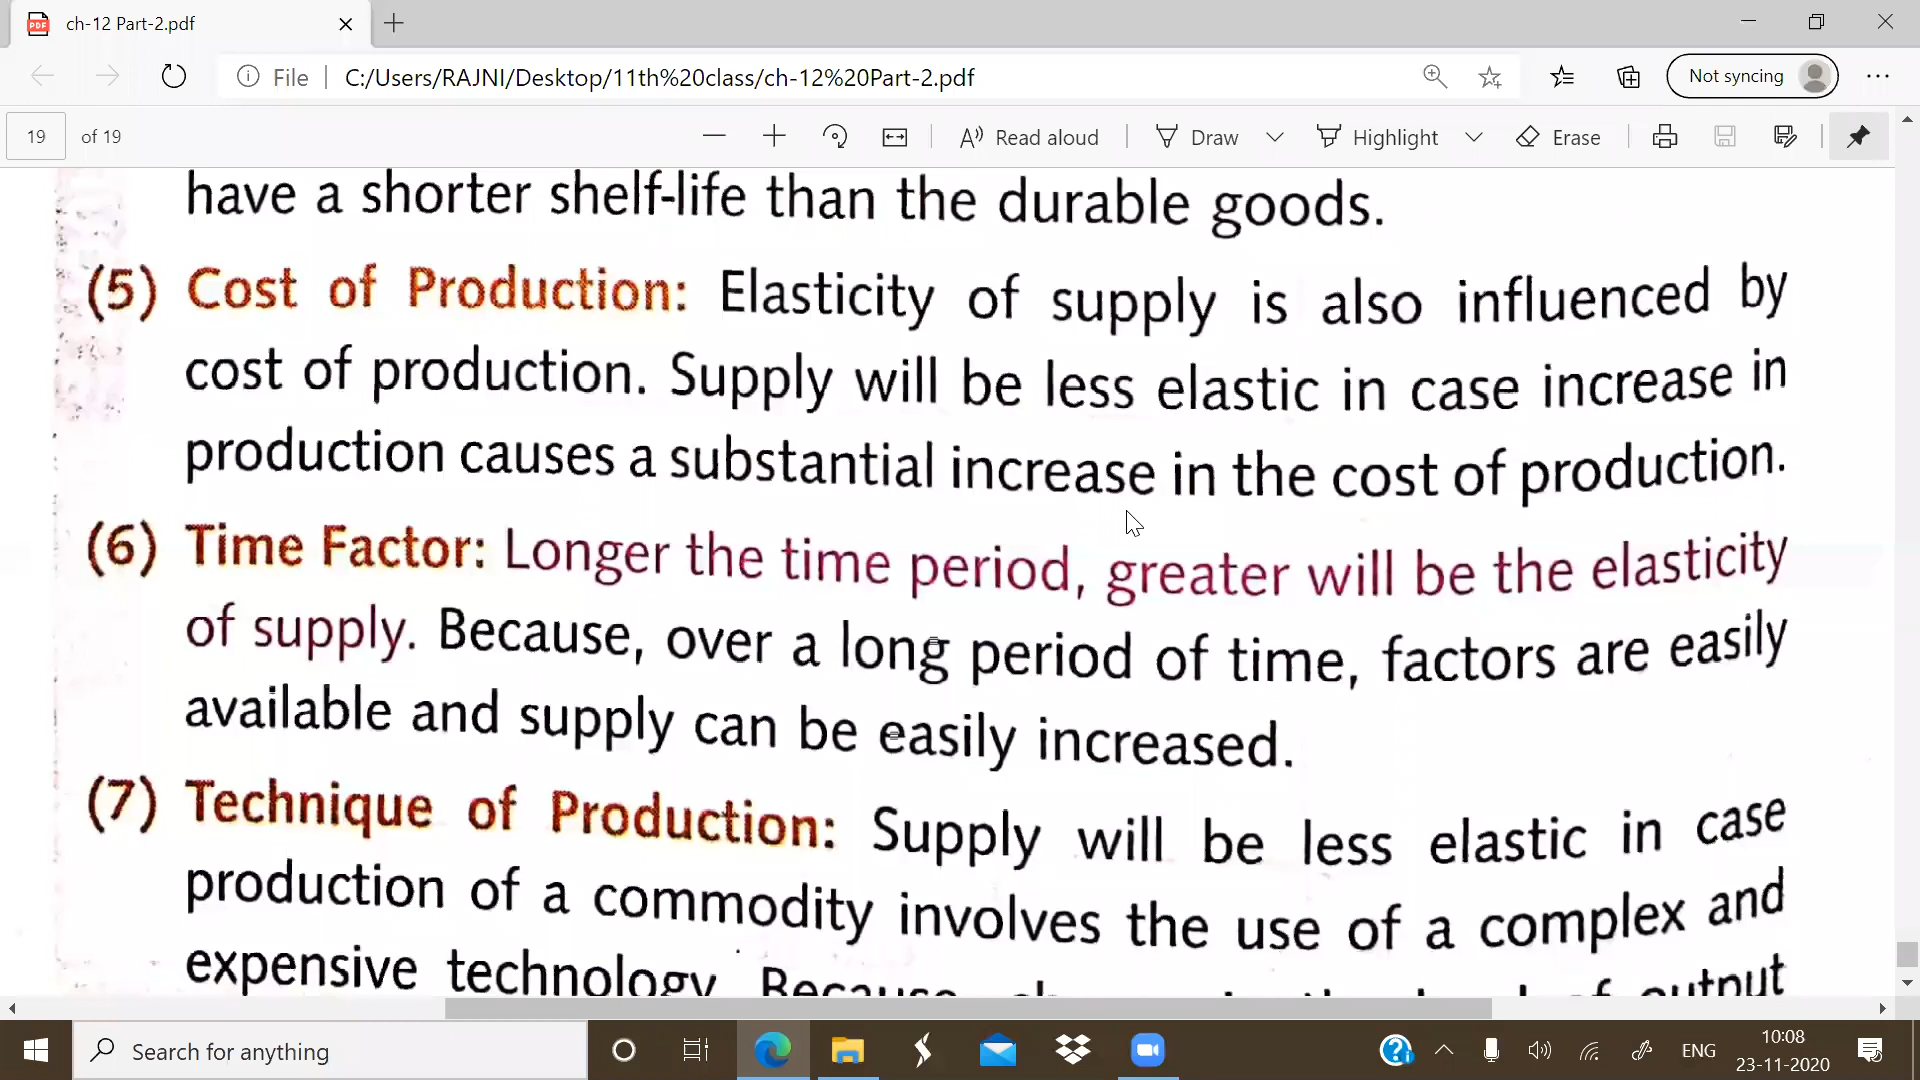 ch-12 Part-2.pdf
File
C:/Users/RAJNI/Desktop/11th%20class/ch-12%20Part-2.pdf
Not syncing
19 of 19
Read aloud
Draw
Highlight
Erase
have a shorter shelf-life than the durable goods.
(5) Cost of Production: Elasticity of supply is also influenced by
cost of production. Supply will be less elastic in case increase in
production causes a substantial increase in the cost of production.
(6) Time Factor: Longer the time period, greater will be the elasticity
of supply. Because, over a long period of time, factors are easily
available and supply can be easily increased.
(7) Technique of Production: Supply will be less elastic in case
production of a commodity involves the use of a complex and
expensive technology. Because, of output
Search for anything
ENG
10:08
23-11-2020